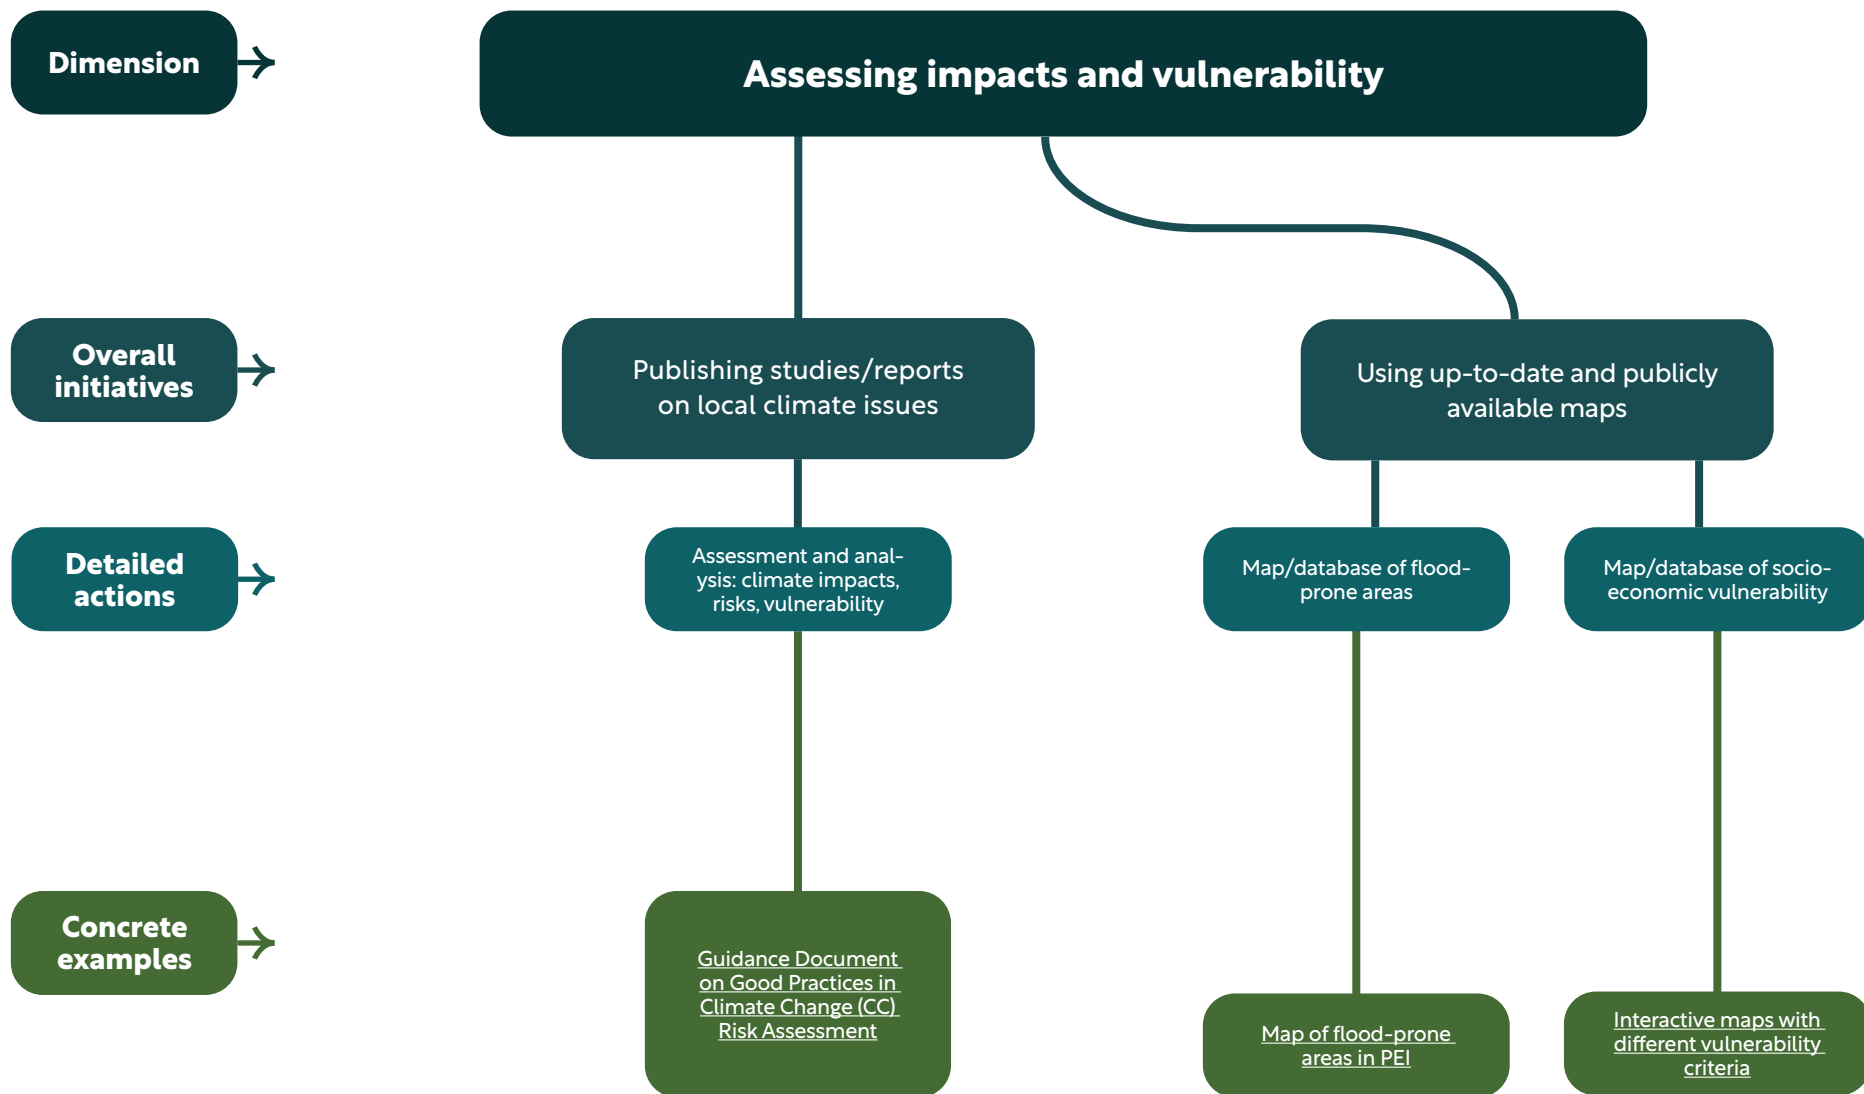 Dimension
Assessing impacts and vulnerability
Overall
initiatives
Publishing studies/reports
on local climate issues
Using up-to-date and publicly
available maps
Detailed
actions
Assessment and anal-
ysis: climate impacts,
risks, vulnerability
Map/database of flood-
prone areas
Map/database of socio-
economic vulnerability
Concrete
examples
Guidance Document
on Good Practices in
Climate Change (CC)
Risk Assessment
Map of flood-prone
areas in PEI
Interactive maps with
different vulnerability
criteria